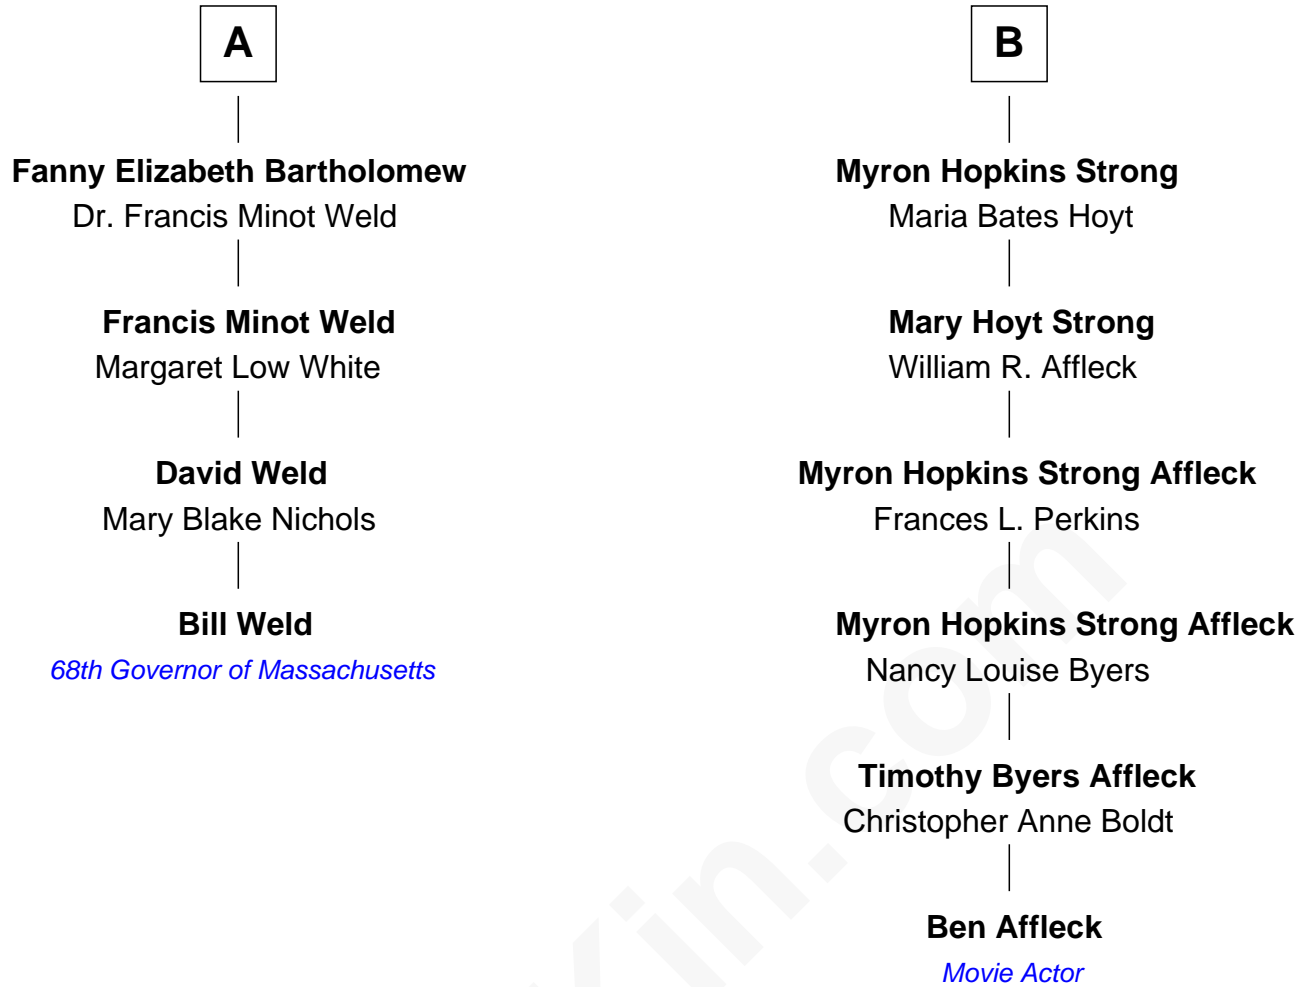 A
Fanny Elizabeth Bartholomew
Dr. Francis Minot Weld
Francis Minot Weld
Margaret Low White
David Weld
Mary Blake Nichols
Bill Weld
68th Governor of Massachusetts
B
Myron Hopkins Strong
Maria Bates Hoyt
Mary Hoyt Strong
William R. Affleck
Myron Hopkins Strong Affleck
Frances L. Perkins
Myron Hopkins Strong Affleck
Nancy Louise Byers
Timothy Byers Affleck
Christopher Anne Boldt
Ben Affleck
Movie Actor
Kin.com